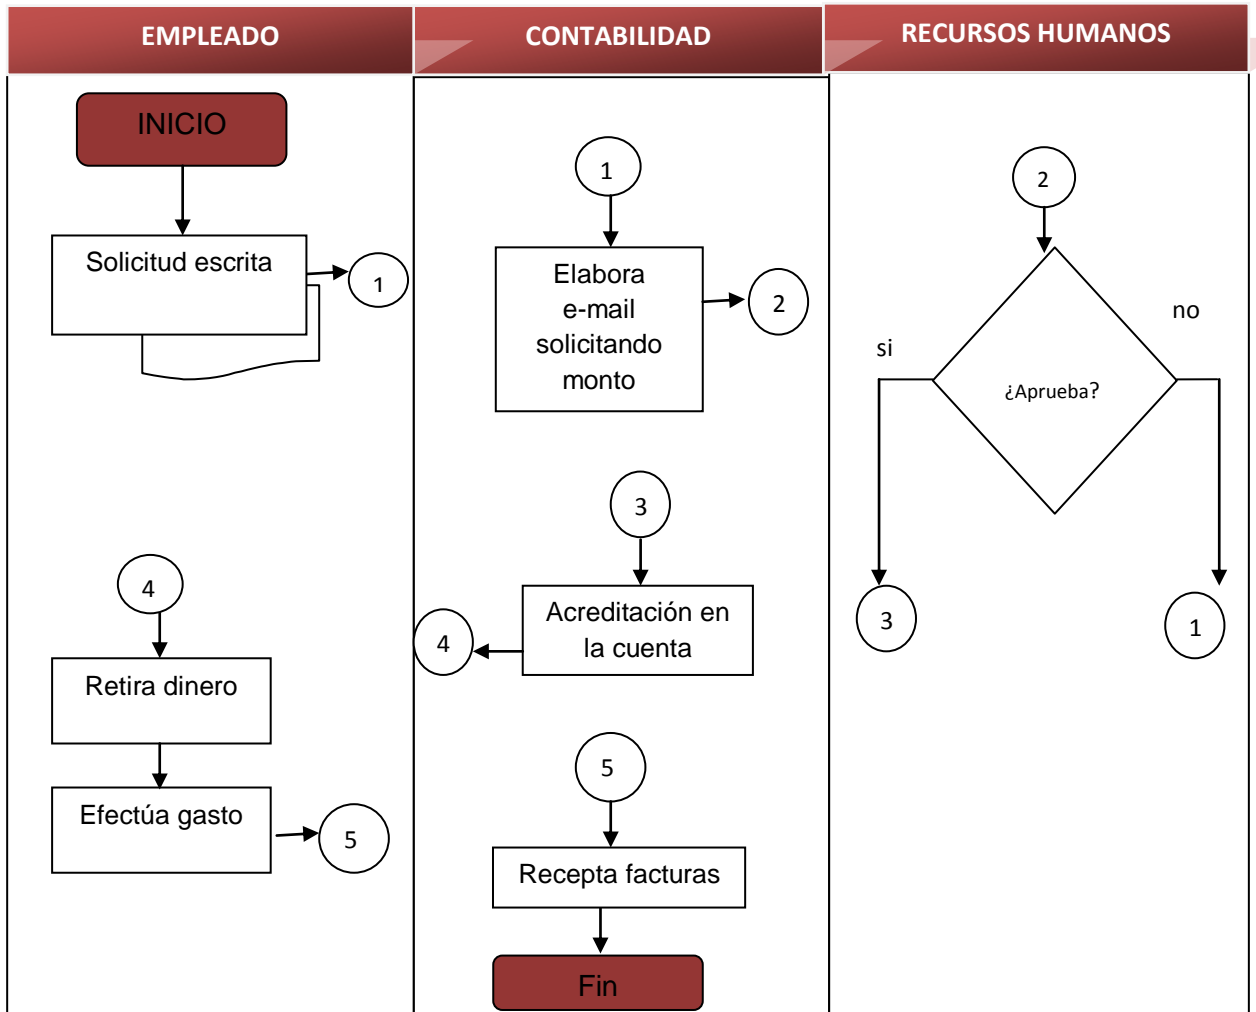 EMPLEADO
CONTABILIDAD
RECURSOS HUMANOS
INICIO
Solicitud escrita
1
4
Retira dinero
Efectúa gasto
5
1
Elabora
e-mail
solicitando
monto
2
3
Acreditación en
la cuenta
4
5
Recepta facturas
Fin
2
si
no
¿Aprueba?
3
1